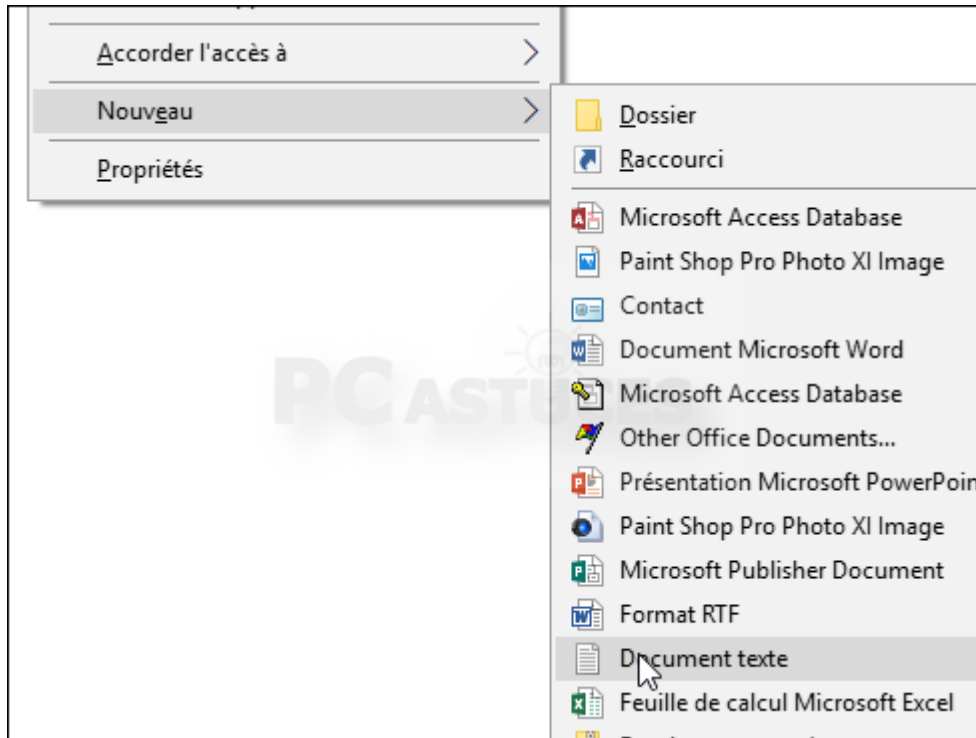 Accorder l'accès à
Nouveau
Propriétés
Dossier
Raccourci
Microsoft Access Database
Paint Shop Pro Photo XI Image
Contact
Document Microsoft Word
Microsoft Access Database
Other Office Documents...
Présentation Microsoft PowerPoin
Paint Shop Pro Photo XI Image
Microsoft Publisher Document
Format RTF
Document texte
Feuille de calcul Microsoft Excel
PC ASTUCES